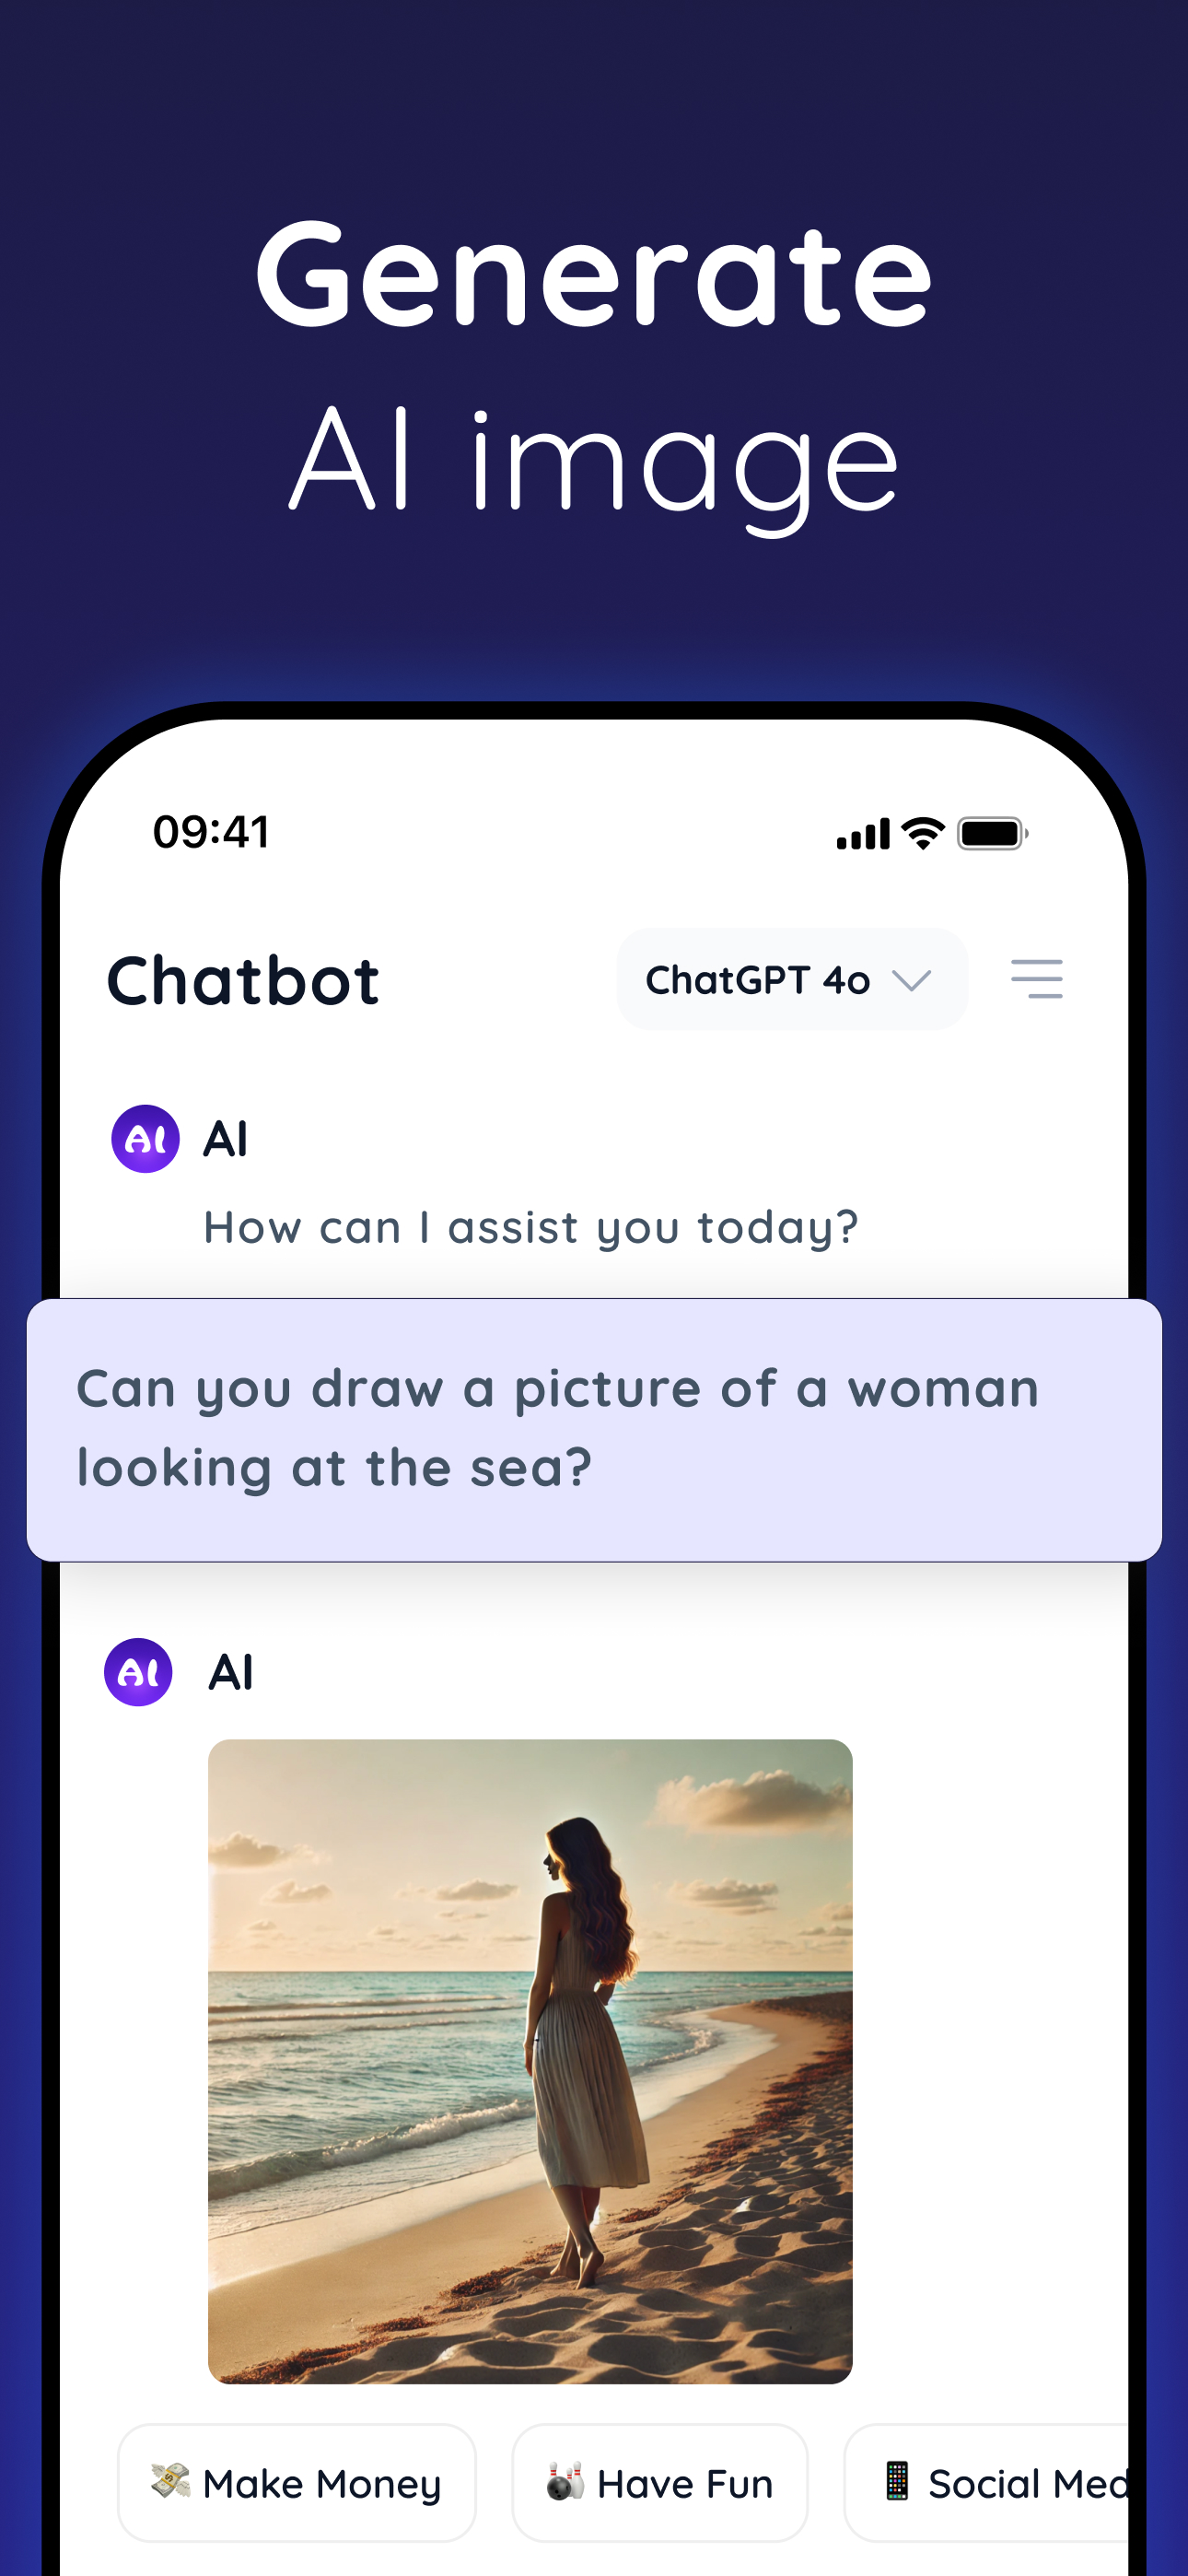 Generate
AI image
09:41
Chatbot
ChatGPT 4o
AI AI
How can I assist you today?
Can you draw a picture of a woman
looking at the sea?
AI AI
💸 Make Money 🎳 Have Fun 📱 Social Med